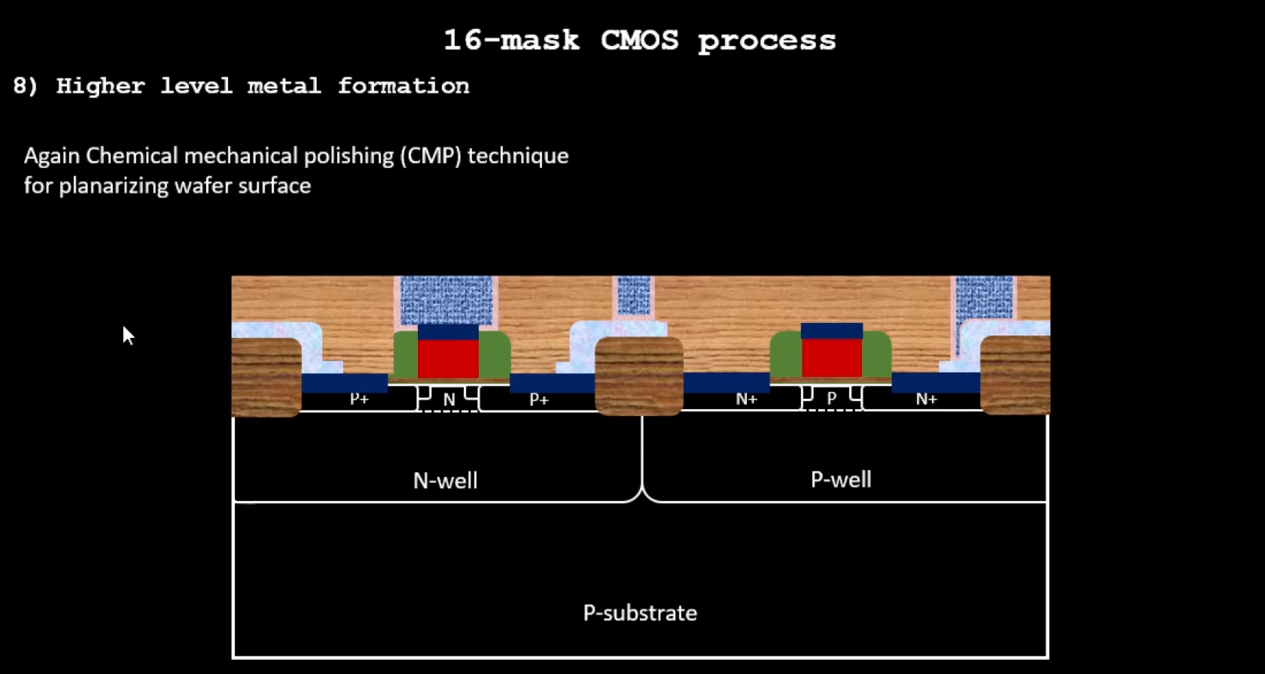 16-mask CMOS process
8) Higher level metal formation
Again Chemical mechanical polishing (CMP) technique
for planarizing wafer surface
P+ N P+ N+ P N+
N-well P-well
P-substrate